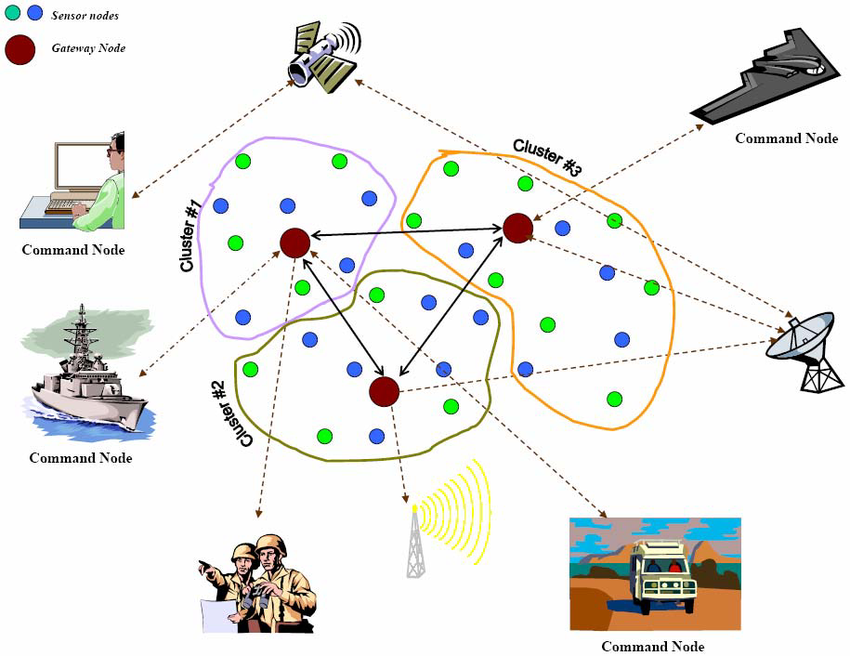 Sensor nodes
Gateway Node
Command Node
Cluster #3
Cluster #1
Command Node
Cluster #2
Command Node
Command Node